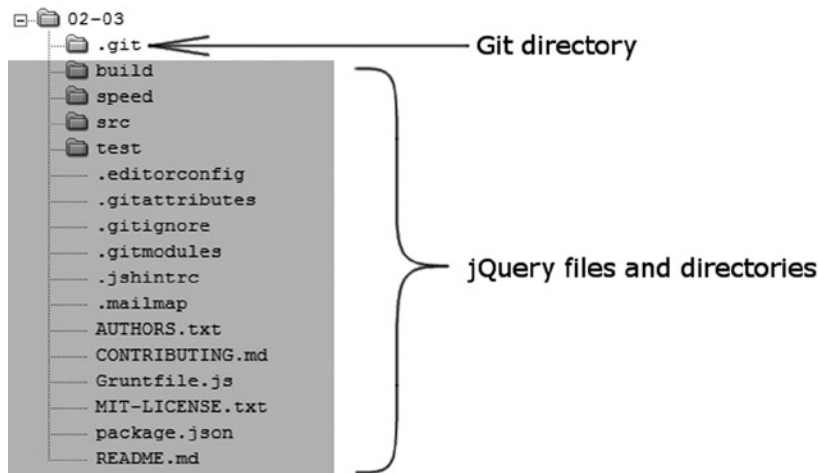 02-03
.git
Git directory
build
speed
src
test
.editorconfig
.gitattributes
.gitignore
.gitmodules
.jshintrc
.mailmap
AUTHORS.txt
CONTRIBUTING.md
Gruntfile.js
MIT-LICENSE.txt
package.json
README.md
jQuery files and directories